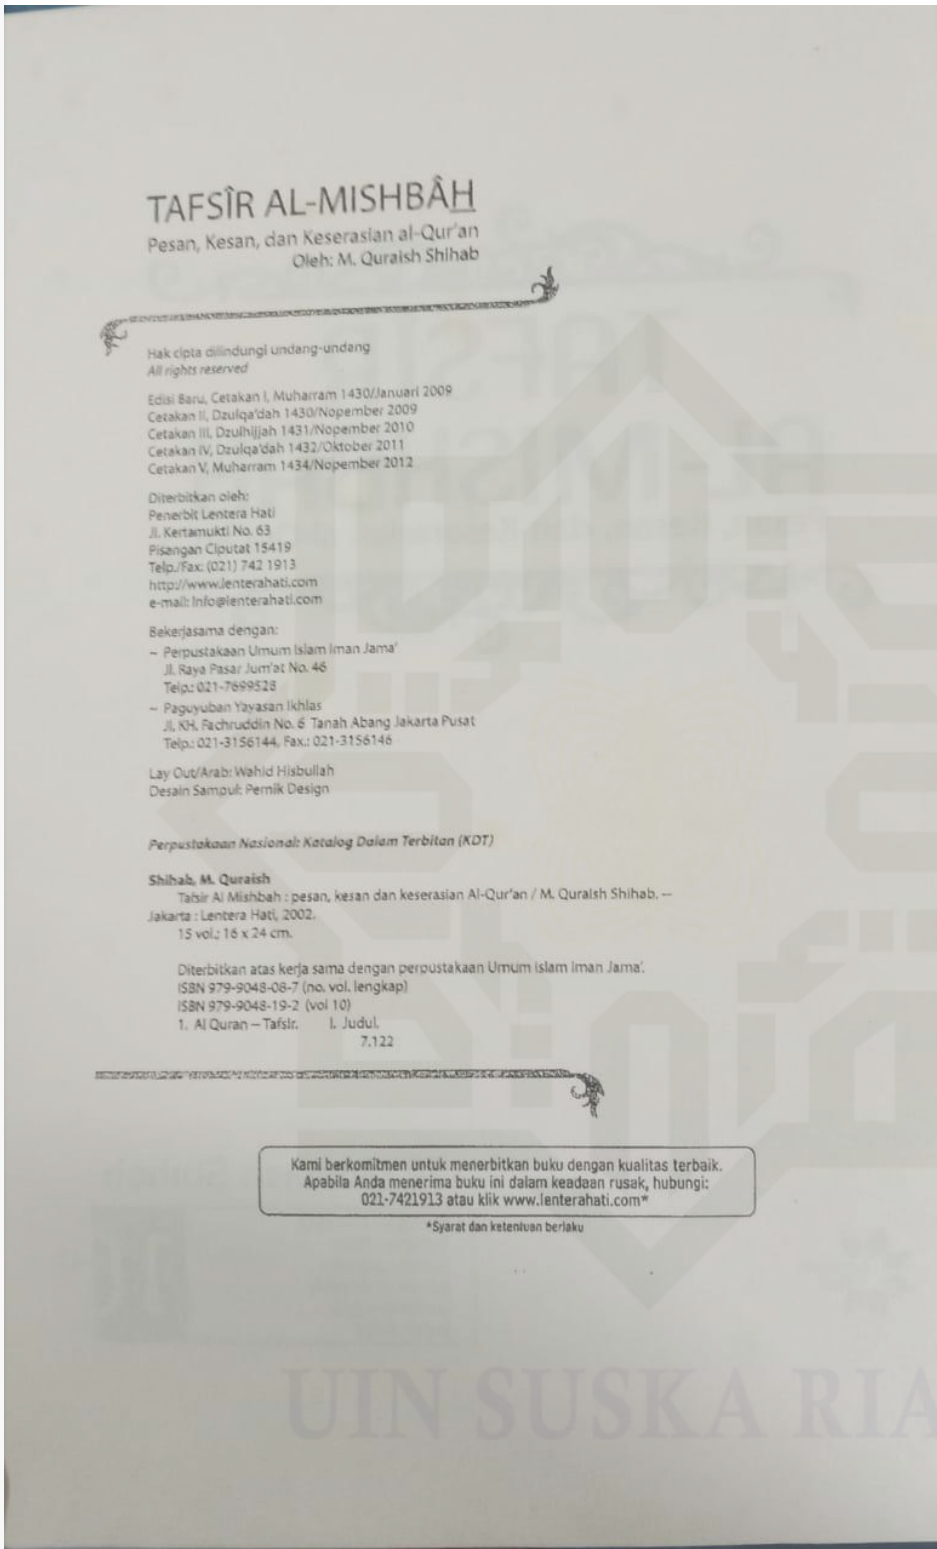 TAFSÎR AL-MISHBÂH
Pesan, Kesan, dan Keserasian al-Qur'an
Oleh: M. Quraish Shihab
Hak cipta dilindungi undang-undang
All rights reserved
Edisi Baru, Cetakan I, Muharram 1430/Januari 2009
Cetakan II, Dzulqa'dah 1430/Nopember 2009
Cetakan III, Dzulhijjah 1431/Nopember 2010
Cetakan IV, Dzulqa'dah 1432/Oktober 2011
Cetakan V, Muharram 1434/Nopember 2012
Diterbitkan oleh:
Penerbit Lentera Hati
Jl. Kertamukti No. 63
Pisangan Ciputat 15419
Telp./Fax: (021) 742 1913
http://www.lenterahati.com
e-mail: info@lenterahati.com
Bekerjasama dengan:
~ Perpustakaan Umum Islam Iman Jama'
Jl. Raya Pasar Jum'at No. 46
Telp.: 021-7699528
~ Paguyuban Yayasan Ikhlas
Jl. KH. Fachruddin No. 6 Tanah Abang Jakarta Pusat
Telp.: 021-3156144, Fax.: 021-3156146
Lay Out/Arab: Wahid Hisbullah
Desain Sampul: Pernik Design
Perpustakaan Nasional: Katalog Dalam Terbitan (KDT)
Shihab, M. Quraish
Tafsir Al Mishbah : pesan, kesan dan keserasian Al-Qur'an / M. Quraish Shihab. --
Jakarta : Lentera Hati, 2002.
15 vol.; 16 x 24 cm.
Diterbitkan atas kerja sama dengan perpustakaan Umum Islam Iman Jama'.
ISBN 979-9048-08-7 (no. vol. lengkap)
ISBN 979-9048-19-2 (vol 10)
1. Al Quran — Tafsir. I. Judul.
7.122
Kami berkomitmen untuk menerbitkan buku dengan kualitas terbaik.
Apabila Anda menerima buku ini dalam keadaan rusak, hubungi:
021-7421913 atau klik www.lenterahati.com*
*Syarat dan ketentuan berlaku
UIN SUSKA RIA